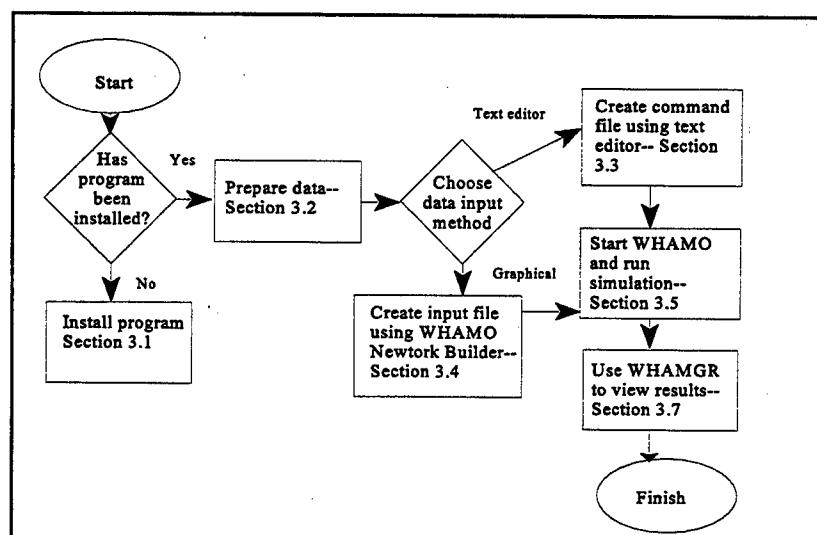 Start
Has
program
been
installed?
Yes
No
Install program
Section 3.1
Prepare data--
Section 3.2
Choose
data input
method
Text editor
Graphical
Create command
file using text
editor-- Section
3.3
Create input file
using WHAMO
Newtork Builder--
Section 3.4
Start WHAMO
and run
simulation--
Section 3.5
Use WHAMGR
to view results--
Section 3.7
Finish